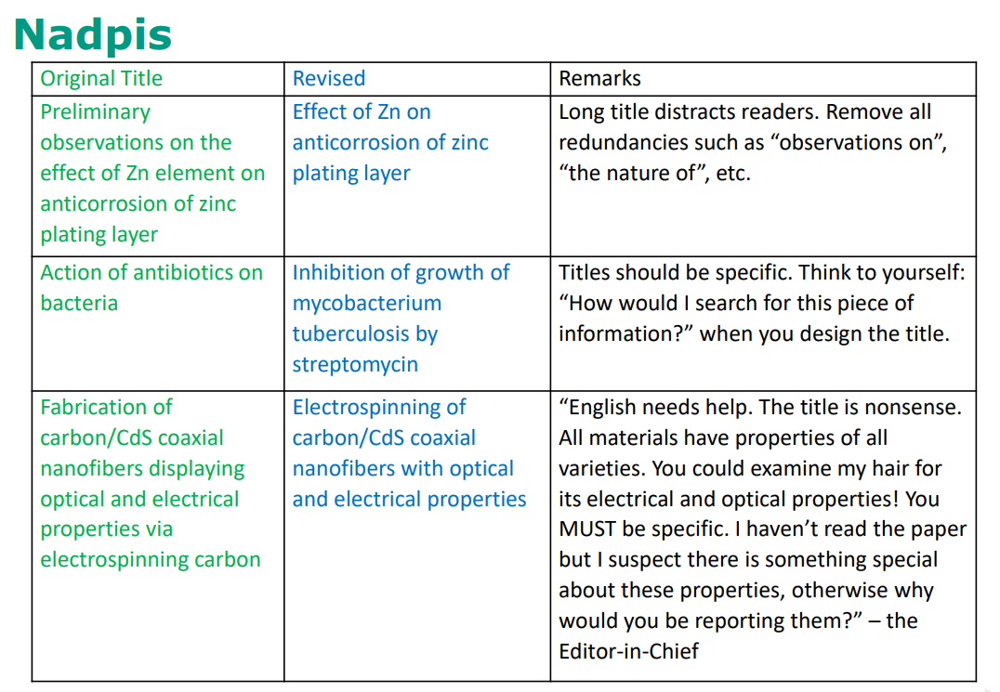 Nadpis
Original Title
Revised
Remarks
Preliminary
observations on the
effect of Zn element on
anticorrosion of zinc
plating layer
Effect of Zn on
anticorrosion of zinc
plating layer
Long title distracts readers. Remove all
redundancies such as “observations on”,
“the nature of”, etc.
Action of antibiotics on
bacteria
Inhibition of growth of
mycobacterium
tuberculosis by
streptomycin
Titles should be specific. Think to yourself:
“How would I search for this piece of
information?” when you design the title.
Fabrication of
carbon/CdS coaxial
nanofibers displaying
optical and electrical
properties via
electrospinning carbon
Electrospinning of
carbon/CdS coaxial
nanofibers with optical
and electrical properties
“English needs help. The title is nonsense.
All materials have properties of all
varieties. You could examine my hair for
its electrical and optical properties! You
MUST be specific. I haven’t read the paper
but I suspect there is something special
about these properties, otherwise why
would you be reporting them?” – the
Editor-in-Chief